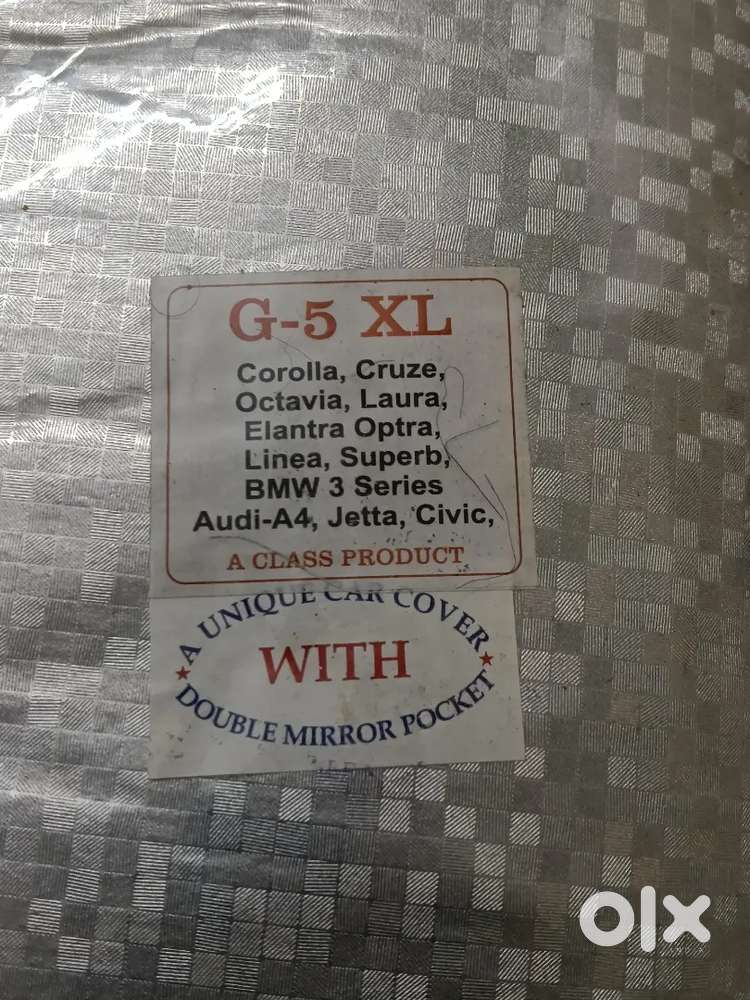 G-5 XL
Corolla, Cruze,
Octavia, Laura,
Elantra Optra,
Linea, Superb,
BMW 3 Series
Audi-A4, Jetta, Civic,
A CLASS PRODUCT
A UNIQUE CAR COVER
WITH
DOUBLE MIRROR POCKET
olx